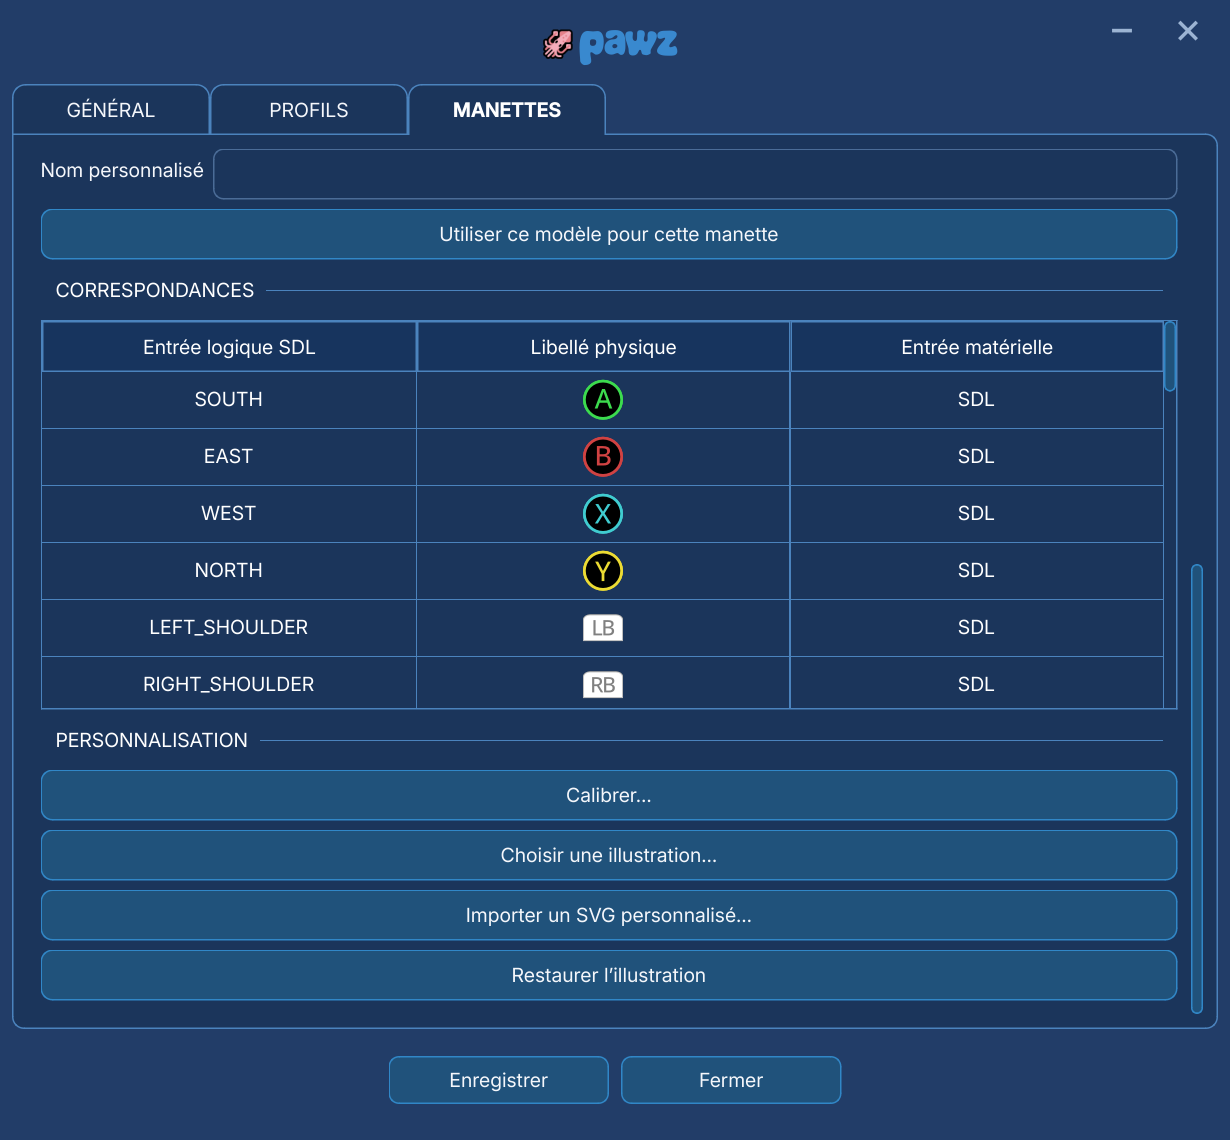 pawz
GÉNÉRAL
PROFILS
MANETTES
Nom personnalisé
Utiliser ce modèle pour cette manette
CORRESPONDANCES
Entrée logique SDL Libellé physique Entrée matérielle
SOUTH A SDL
EAST B SDL
WEST X SDL
NORTH Y SDL
LEFT_SHOULDER LB SDL
RIGHT_SHOULDER RB SDL
PERSONNALISATION
Calibrer…
Choisir une illustration…
Importer un SVG personnalisé…
Restaurer l’illustration
Enregistrer
Fermer